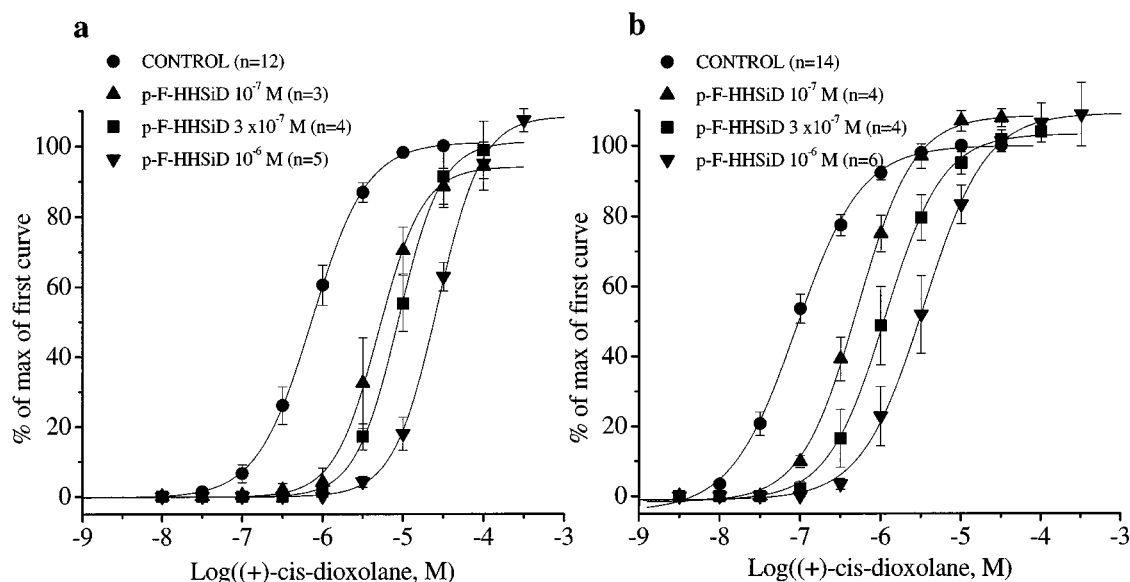 a
CONTROL (n=12)
p-F-HHSiD 10⁻⁷ M (n=3)
p-F-HHSiD 3 x10⁻⁷ M (n=4)
p-F-HHSiD 10⁻⁶ M (n=5)
% of max of first curve
100
80
60
40
20
0
-9 -8 -7 -6 -5 -4 -3
Log((+)-cis-dioxolane, M)
b
CONTROL (n=14)
p-F-HHSiD 10⁻⁷ M (n=4)
p-F-HHSiD 3 x10⁻⁷ M (n=4)
p-F-HHSiD 10⁻⁶ M (n=6)
% of max of first curve
100
80
60
40
20
0
-9 -8 -7 -6 -5 -4 -3
Log((+)-cis-dioxolane, M)